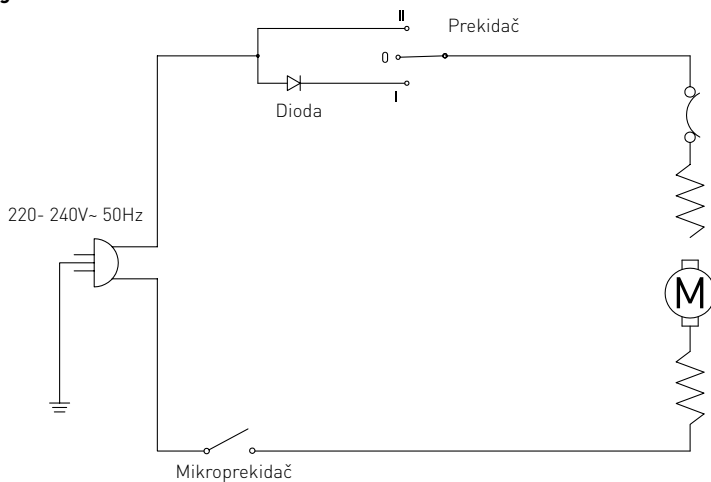 II
Prekidač
0
I
Dioda
220- 240V~ 50Hz
M
Mikroprekidač